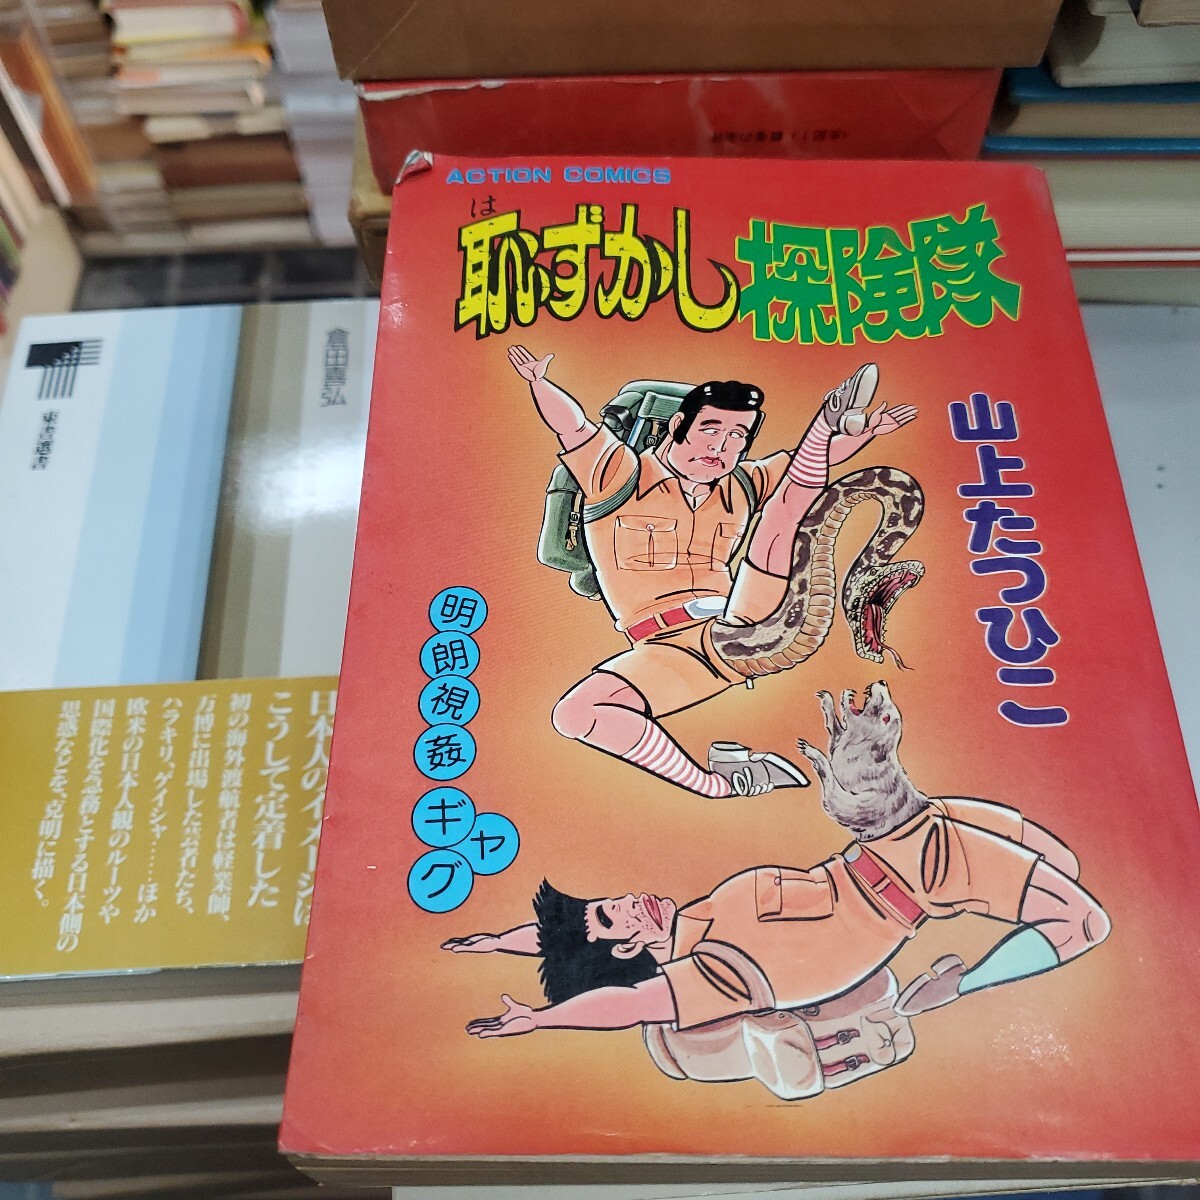 ACTION COMICS
は
恥ずかし探険隊
山上たつひこ
明朗視姦ギャグ
倉田喜弘
東書選書
日本人のイメージは
こうして定着した
初の海外渡航者は軽業師、
万博に出場した芸者たち、
ハラキリ、ゲイシャ……ほか
欧米の日本人観のルーツや
国際化を急務とする日本側の
思惑などを、克明に描く。